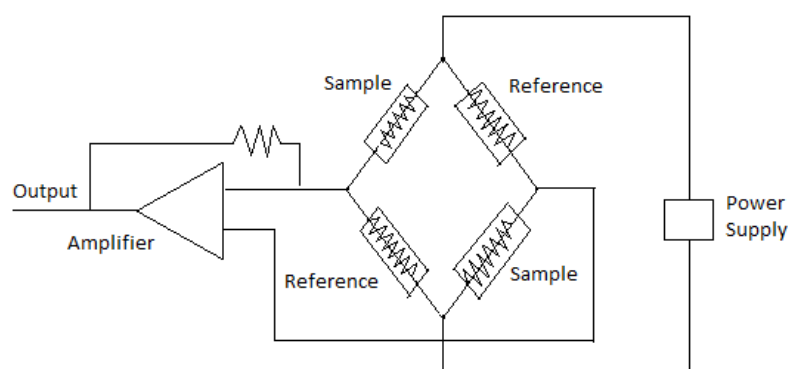 Sample
Reference
Output
Amplifier
Power
Supply
Reference
Sample